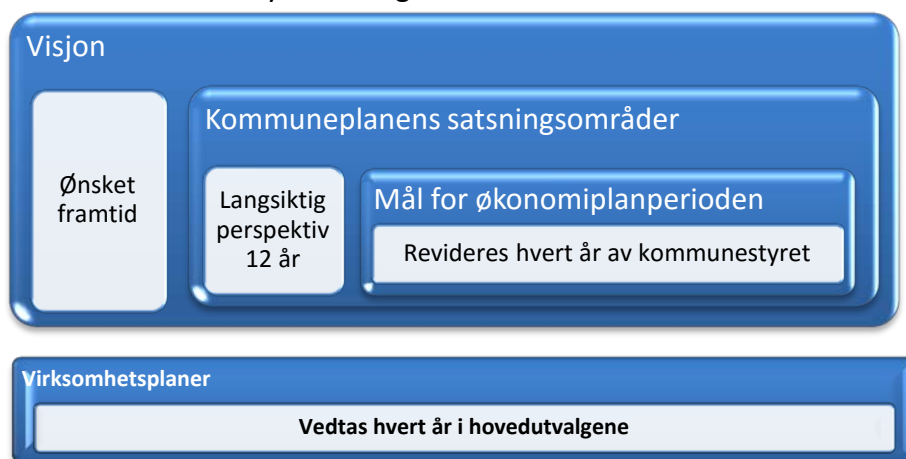 Visjon
Kommuneplanens satsningsområder
Ønsket
framtid
Langsiktig
perspektiv
12 år
Mål for økonomiplanperioden
Revideres hvert år av kommunestyret
Virksomhetsplaner
Vedtas hvert år i hovedutvalgene